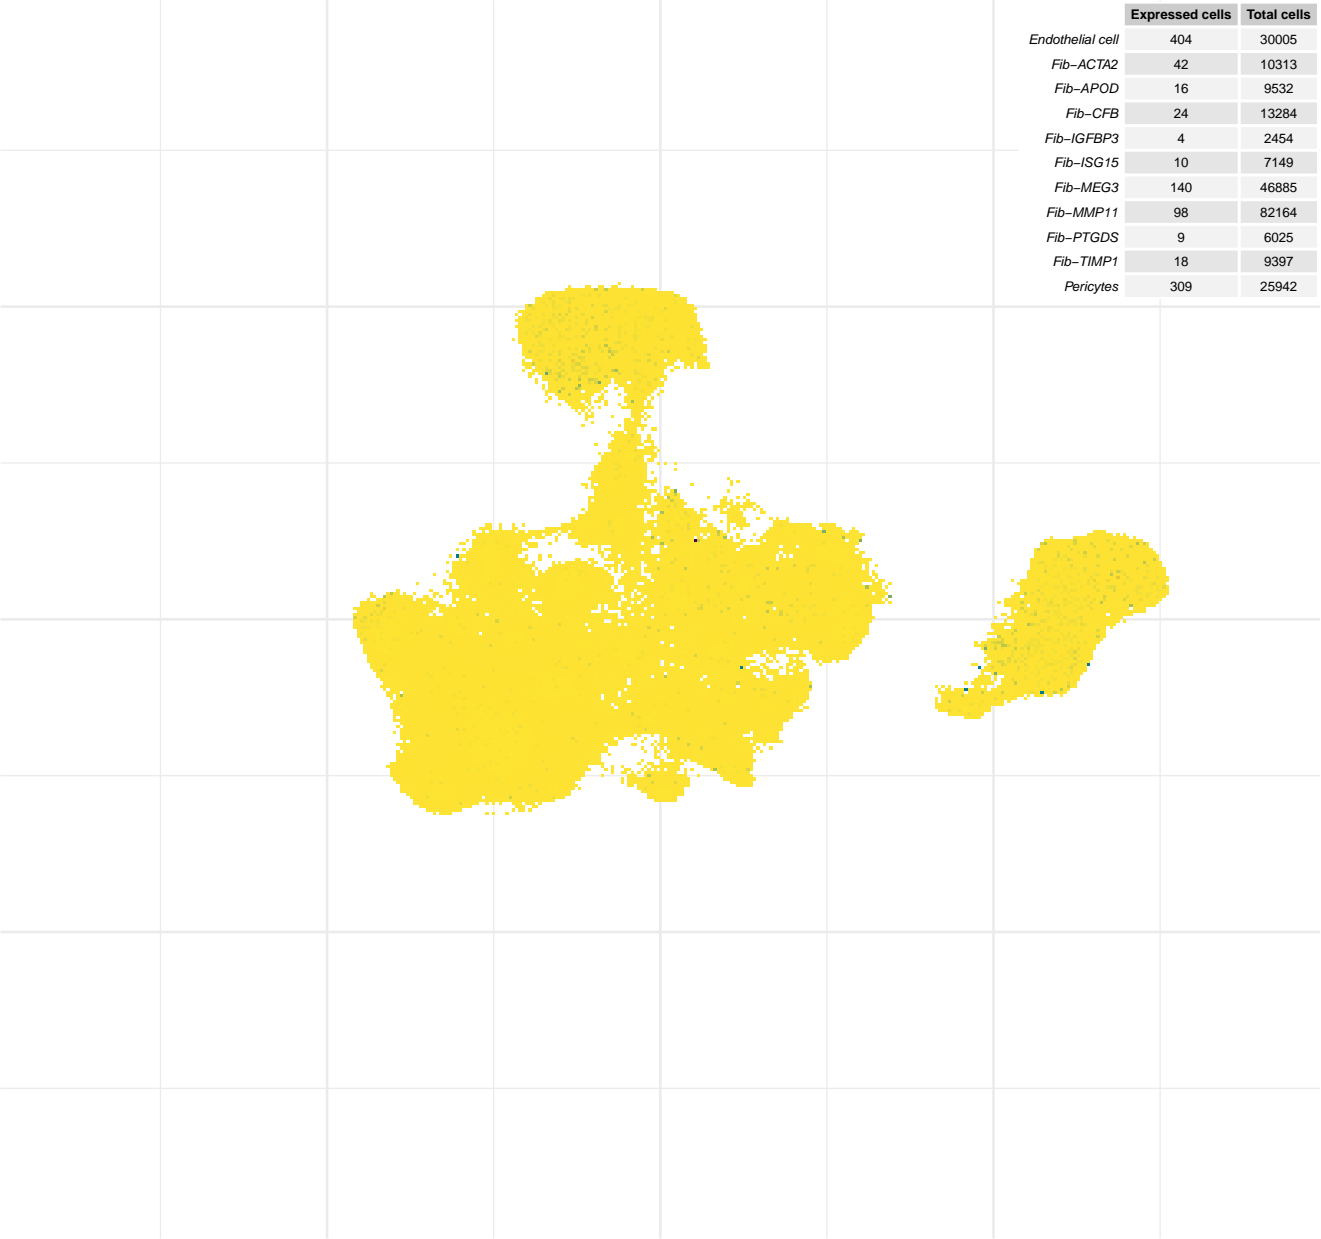 Expressed cells Total cells
Endothelial cell 404 30005
Fib−ACTA2 42 10313
Fib−APOD 16 9532
Fib−CFB 24 13284
Fib−IGFBP3 4 2454
Fib−ISG15 10 7149
Fib−MEG3 140 46885
Fib−MMP11 98 82164
Fib−PTGDS 9 6025
Fib−TIMP1 18 9397
Pericytes 309 25942